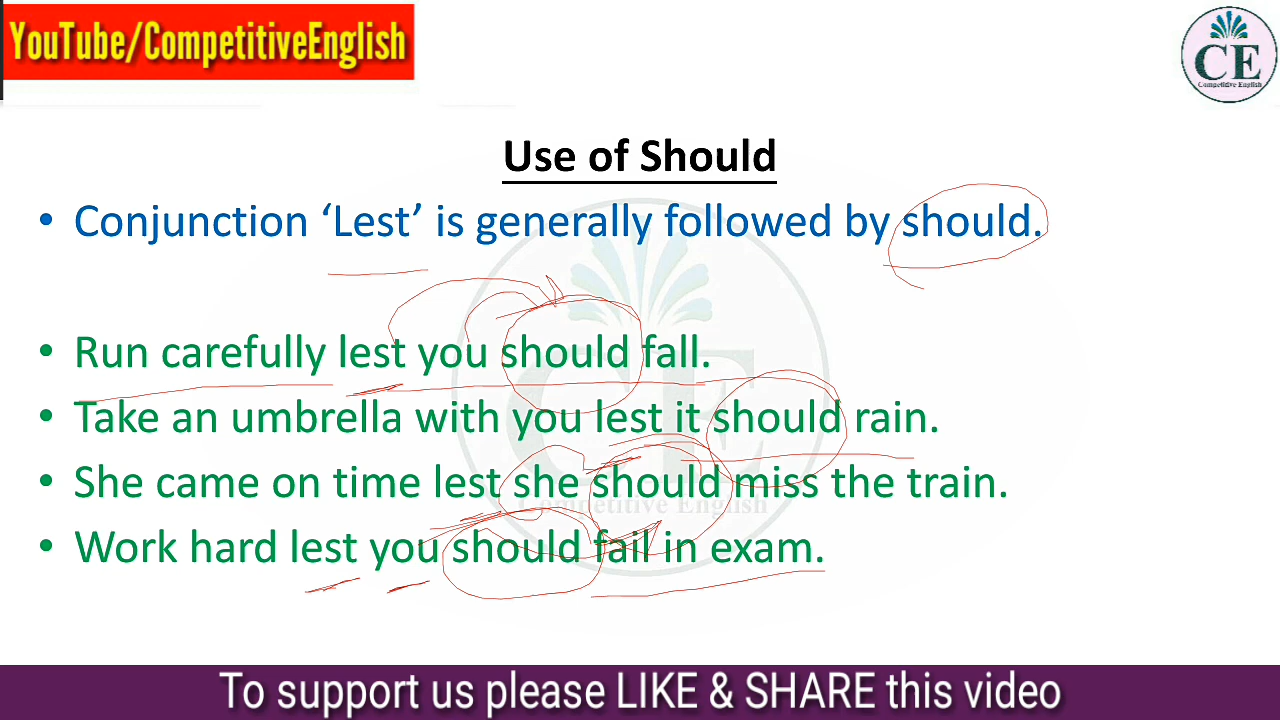 YouTube/CompetitiveEnglish
CE
Competitive English
Use of Should
• Conjunction ‘Lest’ is generally followed by should.
• Run carefully lest you should fall.
• Take an umbrella with you lest it should rain.
• She came on time lest she should miss the train.
Competitive English
• Work hard lest you should fail in exam.
To support us please LIKE & SHARE this video